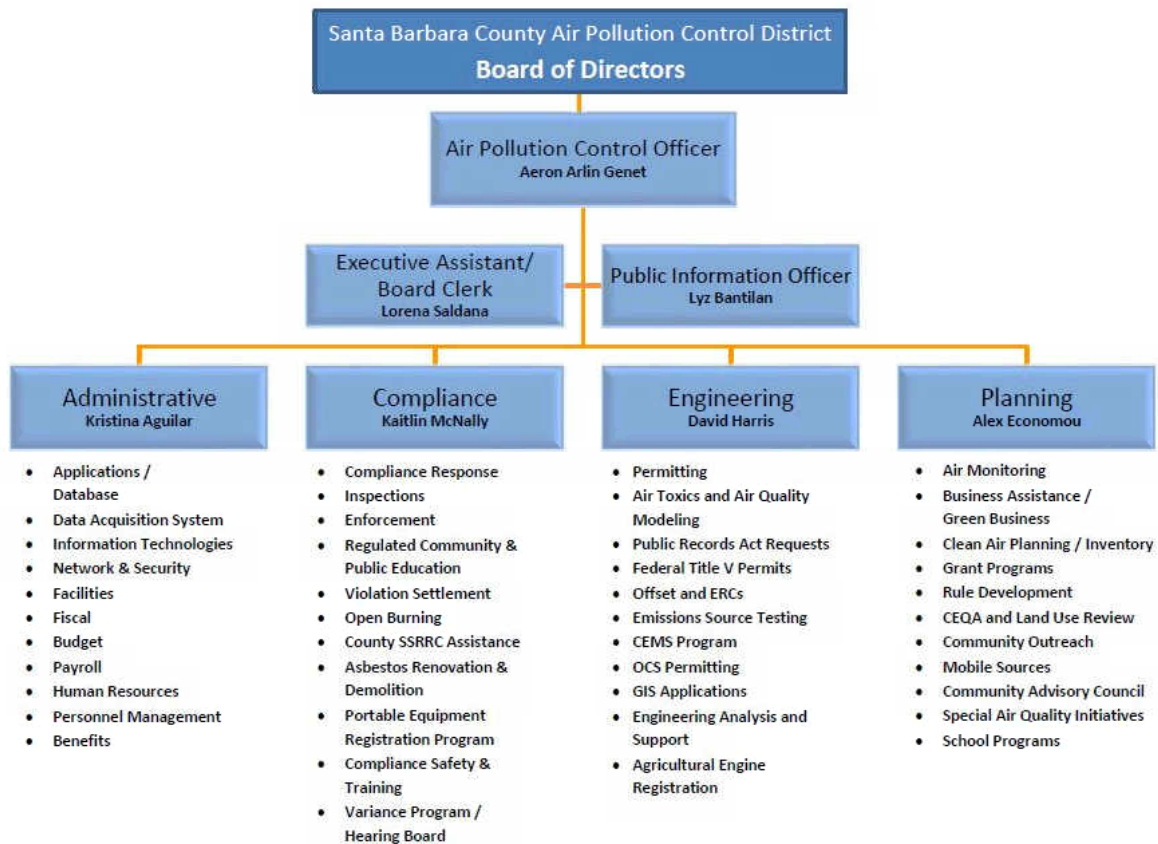 Santa Barbara County Air Pollution Control District
Board of Directors
Air Pollution Control Officer
Aeron Arlin Genet
Executive Assistant/
Board Clerk
Lorena Saldana
Public Information Officer
Lyz Bantilan
Administrative
Kristina Aguilar
• Applications /
Database
• Data Acquisition System
• Information Technologies
• Network & Security
• Facilities
• Fiscal
• Budget
• Payroll
• Human Resources
• Personnel Management
• Benefits
Compliance
Kaitlin McNally
• Compliance Response
• Inspections
• Enforcement
• Regulated Community &
Public Education
• Violation Settlement
• Open Burning
• County SSRRC Assistance
• Asbestos Renovation &
Demolition
• Portable Equipment
Registration Program
• Compliance Safety &
Training
• Variance Program /
Hearing Board
Engineering
David Harris
• Permitting
• Air Toxics and Air Quality
Modeling
• Public Records Act Requests
• Federal Title V Permits
• Offset and ERCs
• Emissions Source Testing
• CEMS Program
• OCS Permitting
• GIS Applications
• Engineering Analysis and
Support
• Agricultural Engine
Registration
Planning
Alex Economou
• Air Monitoring
• Business Assistance /
Green Business
• Clean Air Planning / Inventory
• Grant Programs
• Rule Development
• CEQA and Land Use Review
• Community Outreach
• Mobile Sources
• Community Advisory Council
• Special Air Quality Initiatives
• School Programs